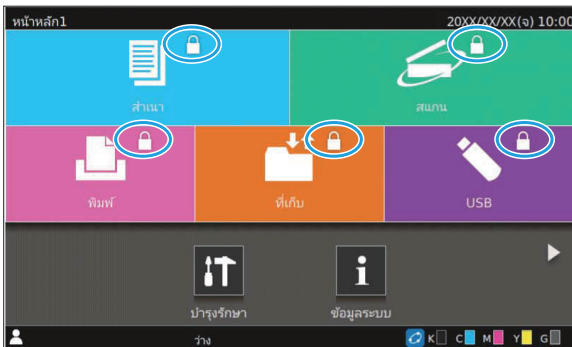 หน้าหลัก1
20XX/XX/XX(จ) 10:00
สำเนา
สแกน
พิมพ์
ที่เก็บ
USB
บำรุงรักษา
ข้อมูลระบบ
ว่าง
K C M Y G